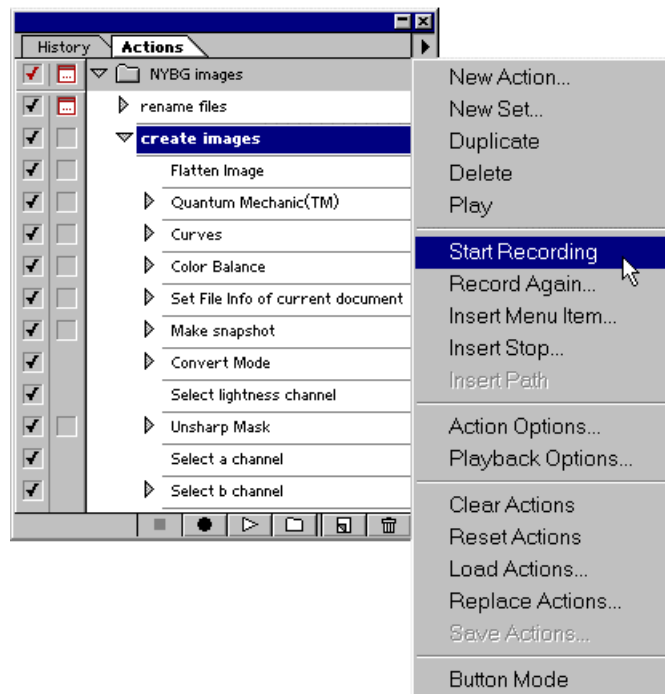 History
Actions
NYBG images
rename files
create images
Flatten Image
Quantum Mechanic(TM)
Curves
Color Balance
Set File Info of current document
Make snapshot
Convert Mode
Select lightness channel
Unsharp Mask
Select a channel
Select b channel
New Action...
New Set...
Duplicate
Delete
Play
Start Recording
Record Again...
Insert Menu Item...
Insert Stop...
Insert Path
Action Options...
Playback Options...
Clear Actions
Reset Actions
Load Actions...
Replace Actions...
Save Actions...
Button Mode